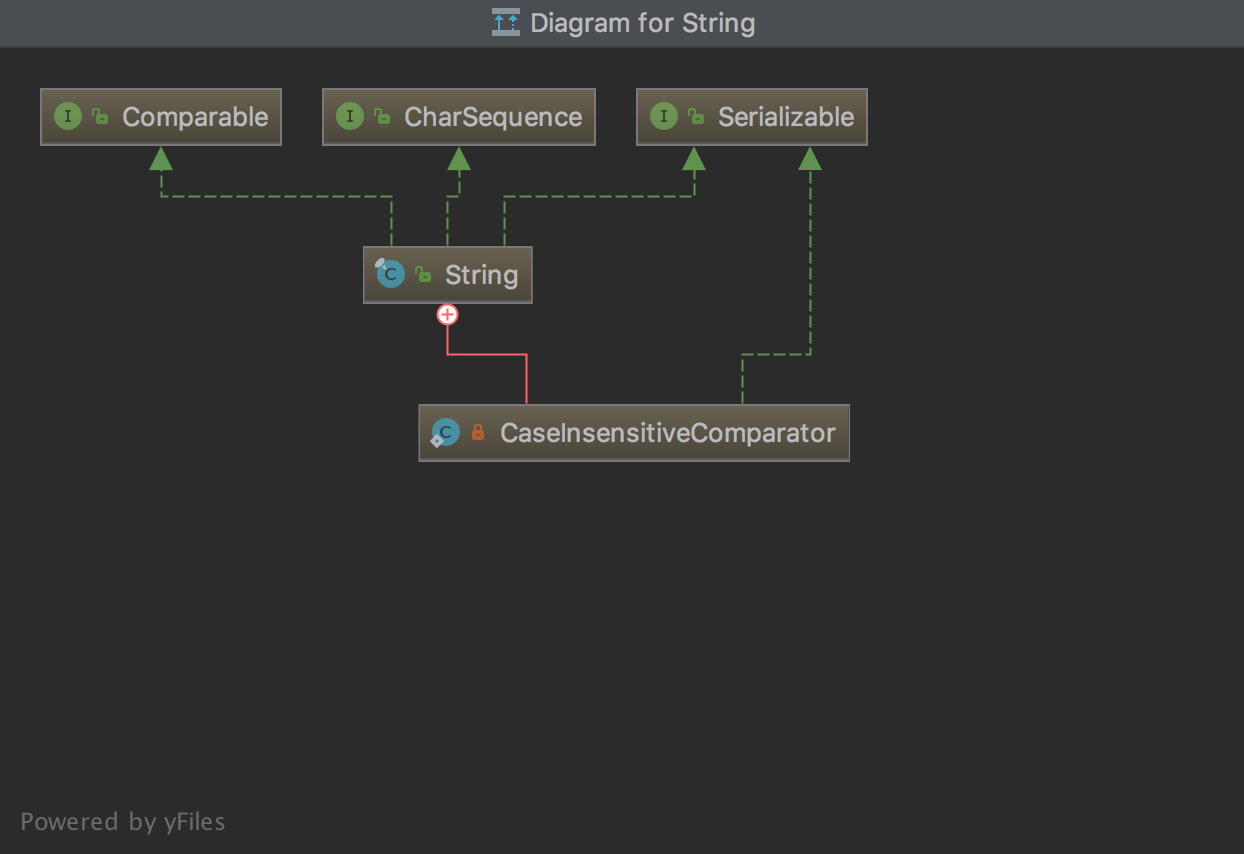 Diagram for String
I Comparable
I CharSequence
I Serializable
C String
C CaseInsensitiveComparator
Powered by yFiles